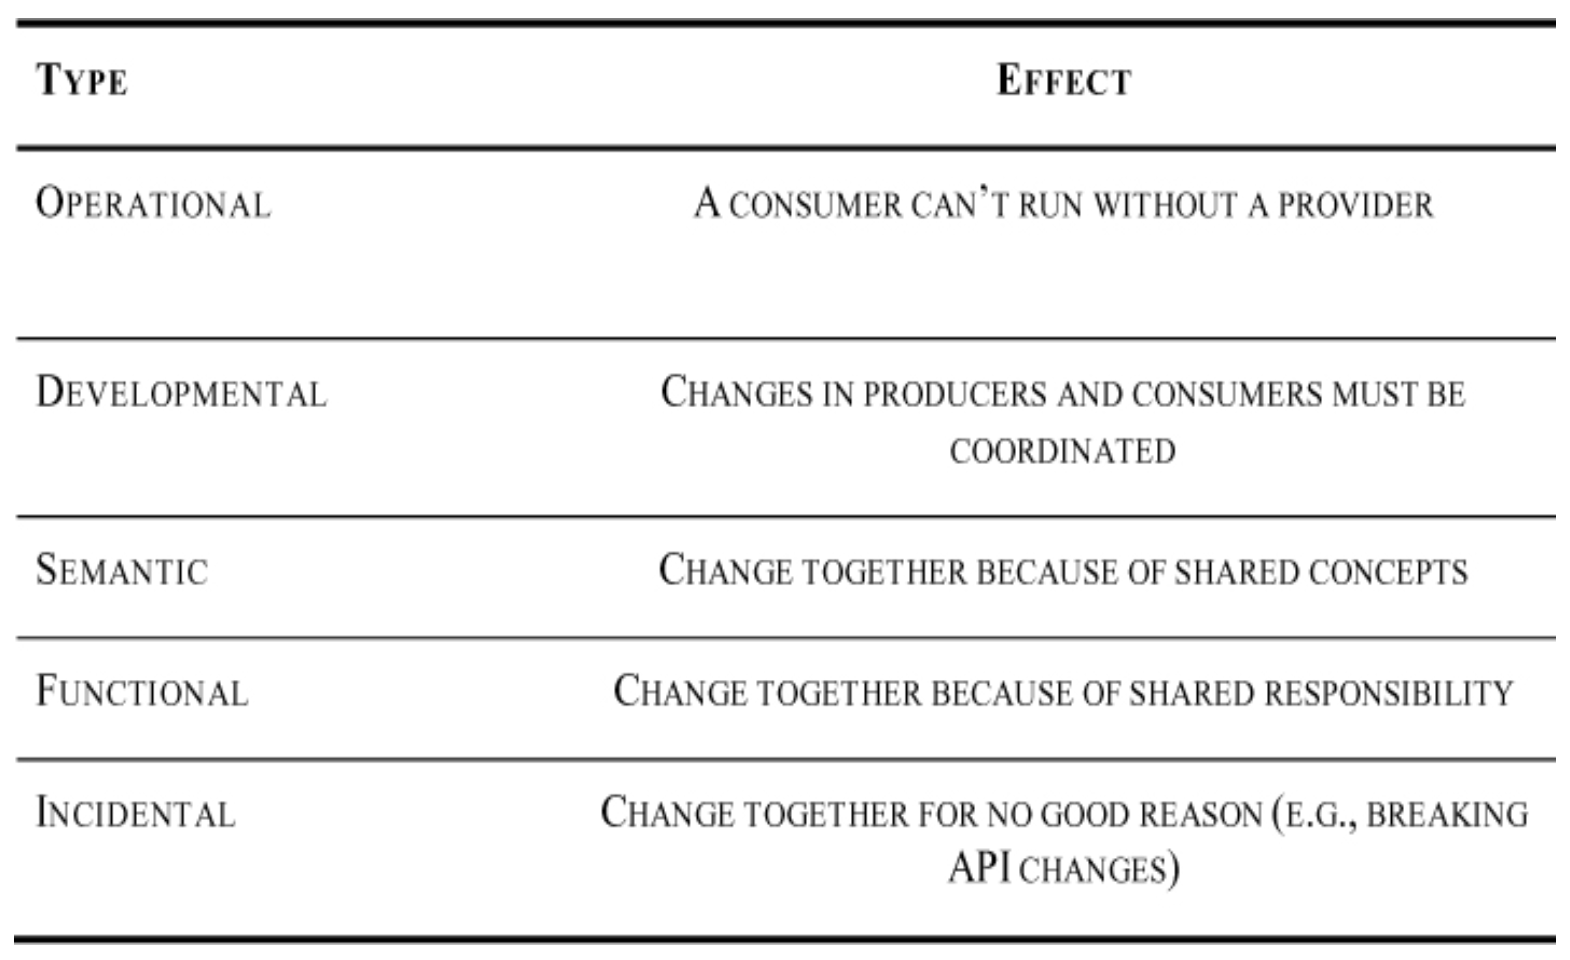 TYPE EFFECT
OPERATIONAL A CONSUMER CAN’T RUN WITHOUT A PROVIDER
DEVELOPMENTAL CHANGES IN PRODUCERS AND CONSUMERS MUST BE
COORDINATED
SEMANTIC CHANGE TOGETHER BECAUSE OF SHARED CONCEPTS
FUNCTIONAL CHANGE TOGETHER BECAUSE OF SHARED RESPONSIBILITY
INCIDENTAL CHANGE TOGETHER FOR NO GOOD REASON (E.G., BREAKING
API CHANGES)